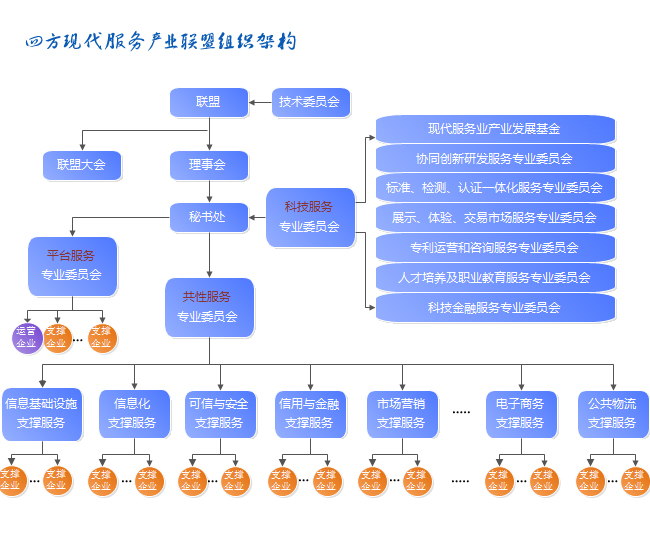 四方现代服务产业联盟组织架构
联盟
技术委员会
现代服务业产业发展基金
联盟大会
理事会
协同创新研发服务专业委员会
标准、检测、认证一体化服务专业委员会
秘书处
科技服务
专业委员会
展示、体验、交易市场服务专业委员会
平台服务
专业委员会
专利运营和咨询服务专业委员会
人才培养及职业教育服务专业委员会
共性服务
专业委员会
科技金融服务专业委员会
运营
企业
支撑
企业
...
支撑
企业
信息基础设施
支撑服务
信息化
支撑服务
可信与安全
支撑服务
信用与金融
支撑服务
市场营销
支撑服务
.....
电子商务
支撑服务
公共物流
支撑服务
支撑
企业
...
支撑
企业
支撑
企业
...
支撑
企业
支撑
企业
...
支撑
企业
支撑
企业
...
支撑
企业
支撑
企业
...
支撑
企业
.....
支撑
企业
...
支撑
企业
支撑
企业
...
支撑
企业